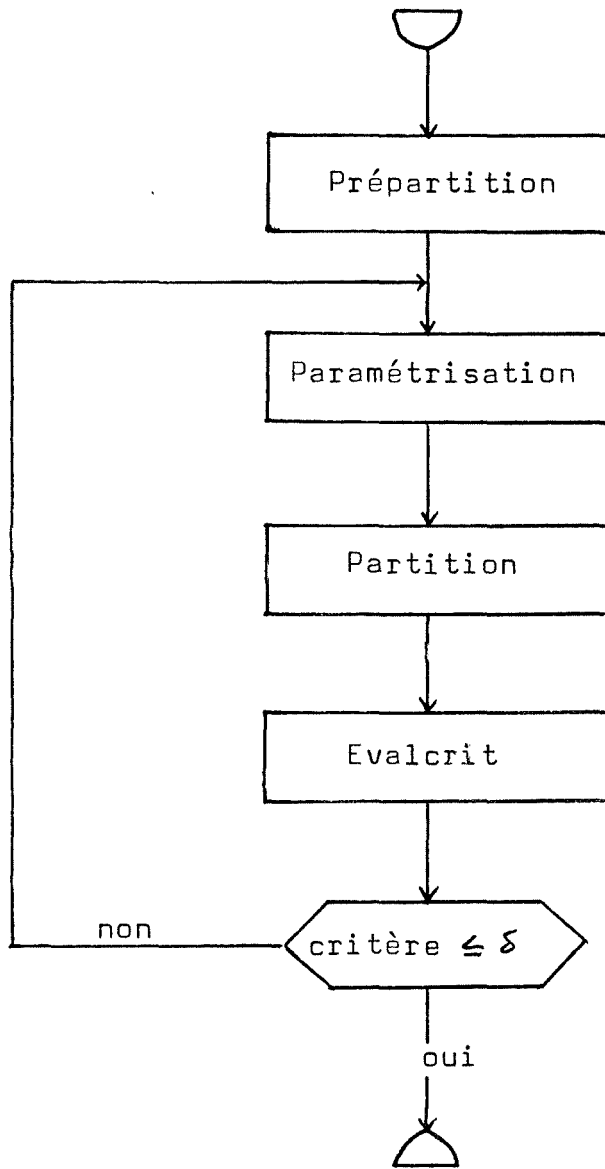 Prépartition
Paramétrisation
Partition
Evalcrit
non
critère ≤ δ
oui